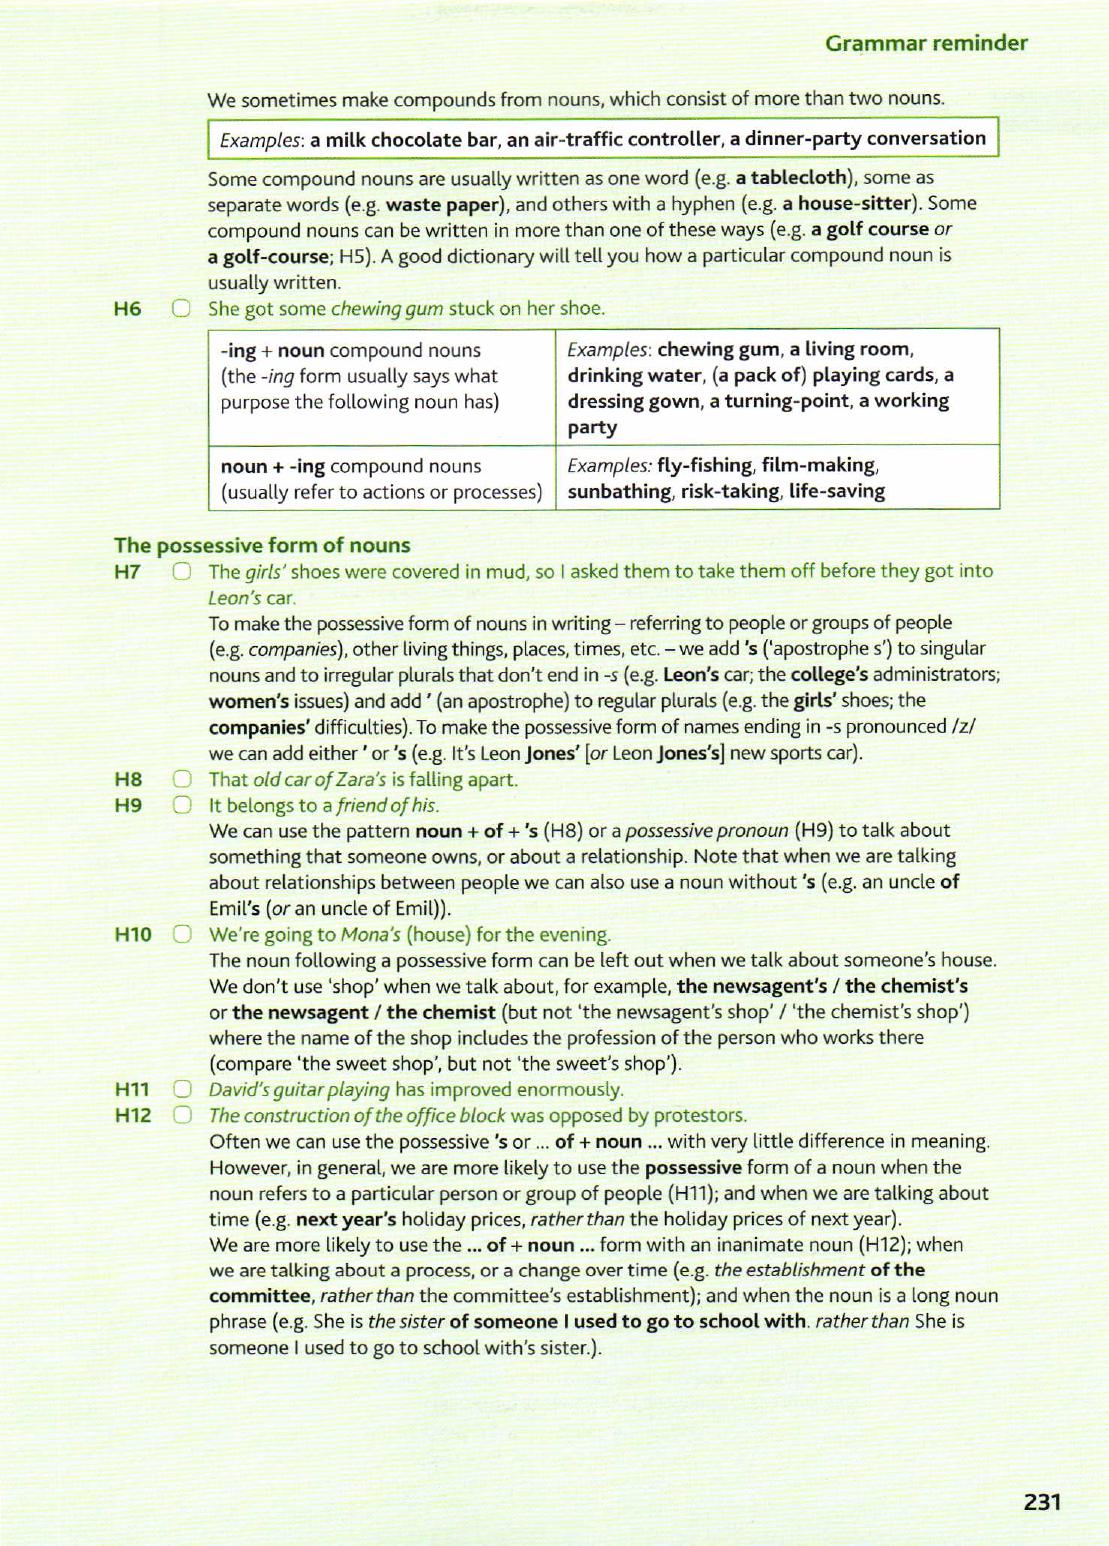 Grammar reminder
We sometimes make compounds from nouns, which consist of more than two nouns.
Examples: a milk chocolate bar, an air-traffic controller, a dinner-party conversation
Some compound nouns are usually written as one word (e.g. a tablecloth), some as
separate words (e.g. waste paper), and others with a hyphen (e.g. a house-sitter). Some
compound nouns can be written in more than one of these ways (e.g. a golf course or
a golf-course; H5). A good dictionary will tell you how a particular compound noun is
usually written.
H6 She got some chewing gum stuck on her shoe.
-ing + noun compound nouns
(the -ing form usually says what
purpose the following noun has)
Examples: chewing gum, a living room,
drinking water, (a pack of) playing cards, a
dressing gown, a turning-point, a working
party
noun + -ing compound nouns
(usually refer to actions or processes)
Examples: fly-fishing, film-making,
sunbathing, risk-taking, life-saving
The possessive form of nouns
H7 The girls' shoes were covered in mud, so I asked them to take them off before they got into
Leon's car.
To make the possessive form of nouns in writing – referring to people or groups of people
(e.g. companies), other living things, places, times, etc. – we add 's ('apostrophe s') to singular
nouns and to irregular plurals that don't end in -s (e.g. Leon's car; the college's administrators;
women's issues) and add ' (an apostrophe) to regular plurals (e.g. the girls' shoes; the
companies' difficulties). To make the possessive form of names ending in -s pronounced /z/
we can add either ' or 's (e.g. It's Leon Jones' [or Leon Jones's] new sports car).
H8 That old car of Zara's is falling apart.
H9 It belongs to a friend of his.
We can use the pattern noun + of + 's (H8) or a possessive pronoun (H9) to talk about
something that someone owns, or about a relationship. Note that when we are talking
about relationships between people we can also use a noun without 's (e.g. an uncle of
Emil's (or an uncle of Emil)).
H10 We're going to Mona's (house) for the evening.
The noun following a possessive form can be left out when we talk about someone's house.
We don't use 'shop' when we talk about, for example, the newsagent's / the chemist's
or the newsagent / the chemist (but not 'the newsagent's shop' / 'the chemist's shop')
where the name of the shop includes the profession of the person who works there
(compare 'the sweet shop', but not 'the sweet's shop').
H11 David's guitar playing has improved enormously.
H12 The construction of the office block was opposed by protestors.
Often we can use the possessive 's or ... of + noun ... with very little difference in meaning.
However, in general, we are more likely to use the possessive form of a noun when the
noun refers to a particular person or group of people (H11); and when we are talking about
time (e.g. next year's holiday prices, rather than the holiday prices of next year).
We are more likely to use the ... of + noun ... form with an inanimate noun (H12); when
we are talking about a process, or a change over time (e.g. the establishment of the
committee, rather than the committee's establishment); and when the noun is a long noun
phrase (e.g. She is the sister of someone I used to go to school with. rather than She is
someone I used to go to school with's sister.).
231